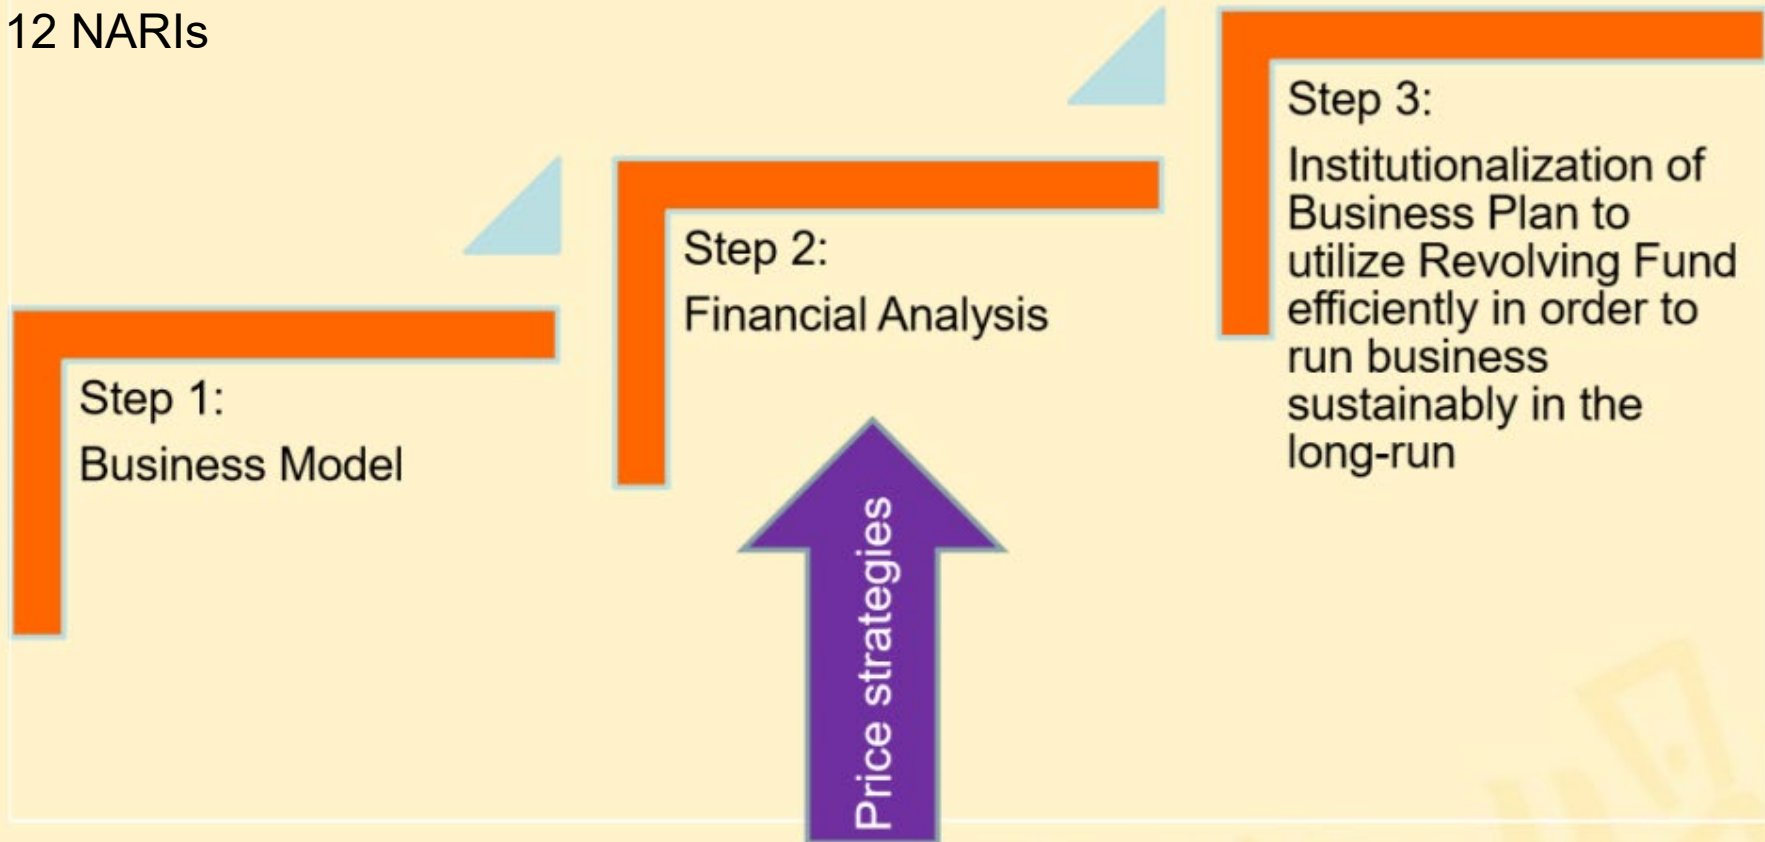 12 NARIs
Step 1:
Business Model
Step 2:
Financial Analysis
Price strategies
Step 3:
Institutionalization of
Business Plan to
utilize Revolving Fund
efficiently in order to
run business
sustainably in the
long-run